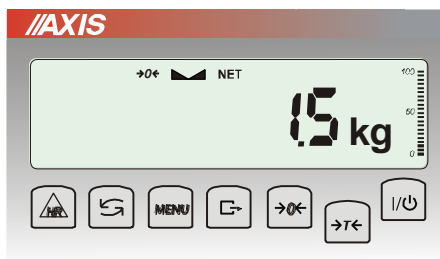 //AXIS
→0← NET
100
1.5 kg
50
0
HR MENU →0← →T← I/⏻